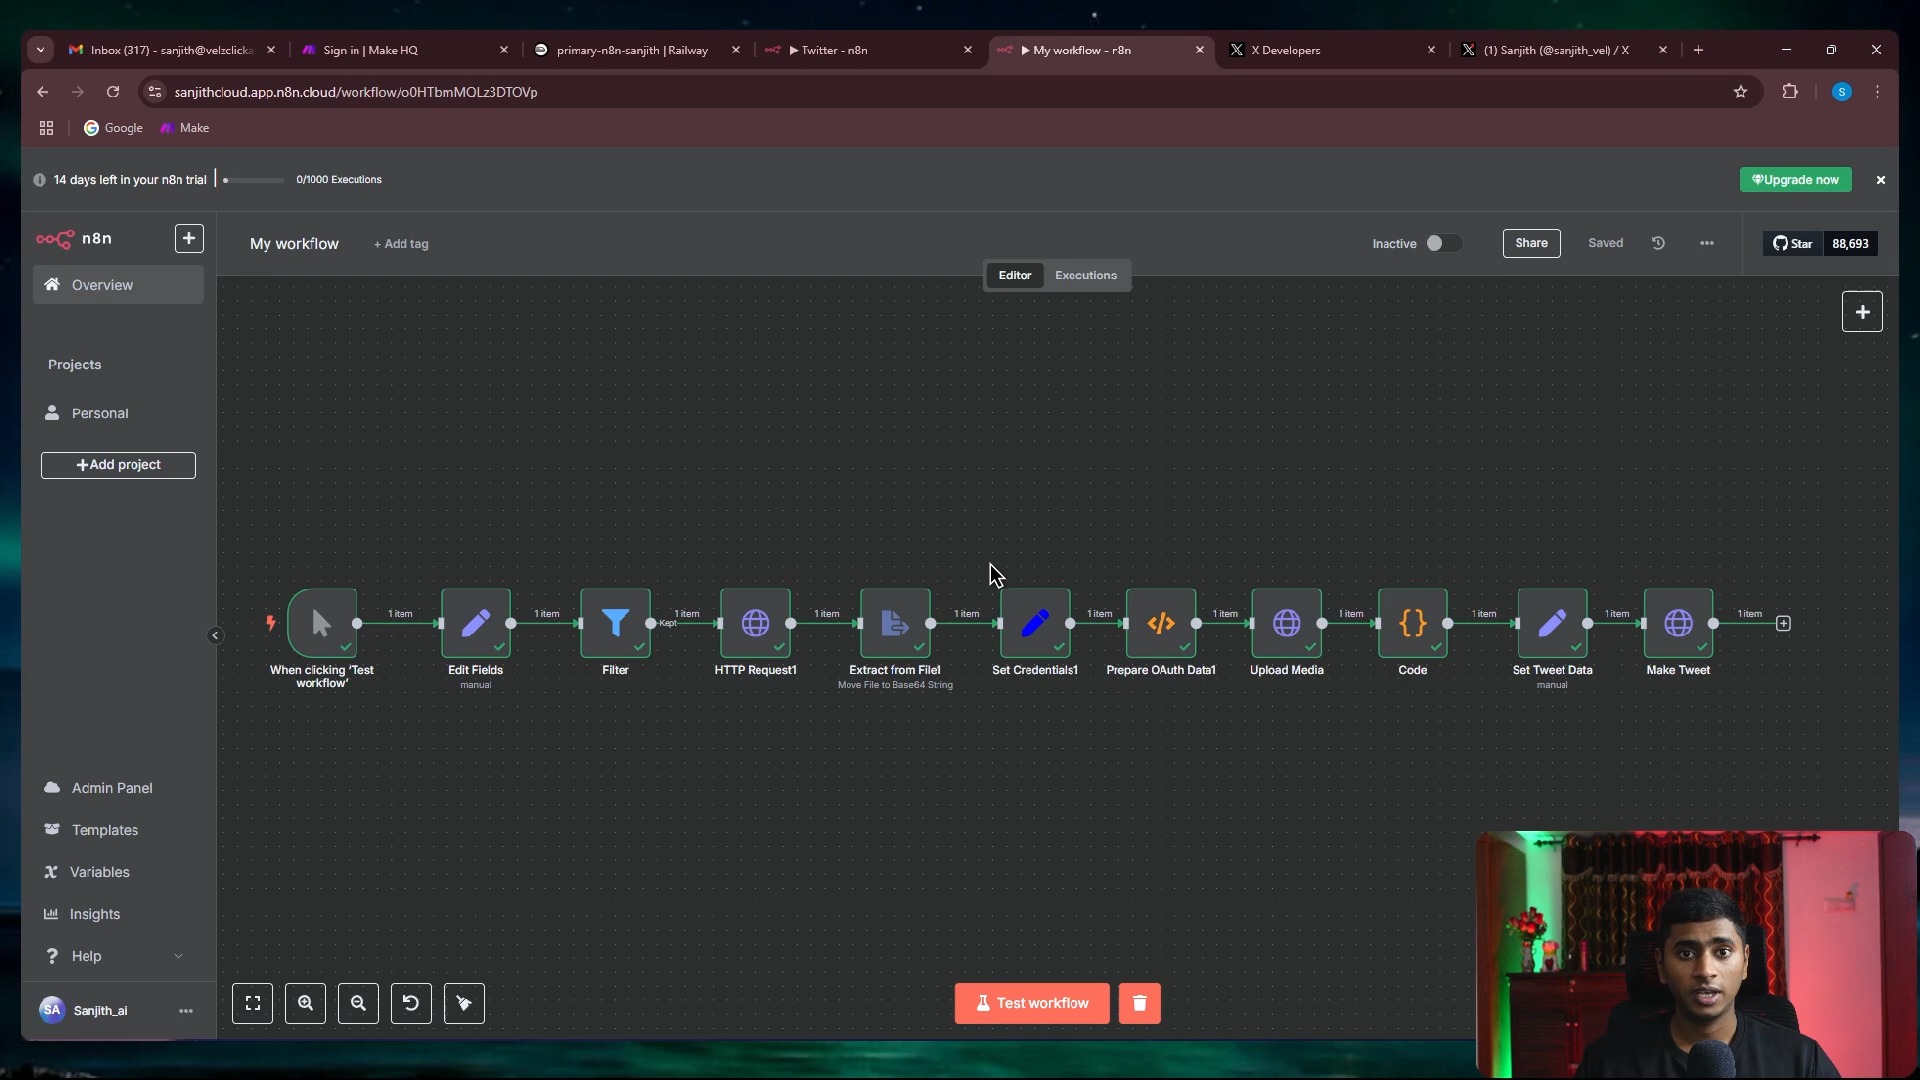 Inbox (317) - sanjith@velzclicka
Sign in | Make HQ
primary-n8n-sanjith | Railway
▶ Twitter - n8n
▶ My workflow - n8n
X Developers
(1) Sanjith (@sanjith_vel) / X
sanjithcloud.app.n8n.cloud/workflow/o0HTbmMOLz3DTOVp
S
Google
Make
14 days left in your n8n trial
0/1000 Executions
Upgrade now
n8n
My workflow
+ Add tag
Inactive
Share
Saved
Star
88,693
Editor
Executions
Overview
Projects
Personal
+Add project
1 item
1 item
1 item
1 item
1 item
1 item
1 item
1 item
1 item
1 item
1 item
Kept
When clicking 'Test workflow'
Edit Fields
manual
Filter
HTTP Request1
Extract from File1
Move File to Base64 String
Set Credentials1
Prepare OAuth Data1
Upload Media
Code
Set Tweet Data
manual
Make Tweet
Admin Panel
Templates
Variables
Insights
Help
SA
Sanjith_ai
Test workflow